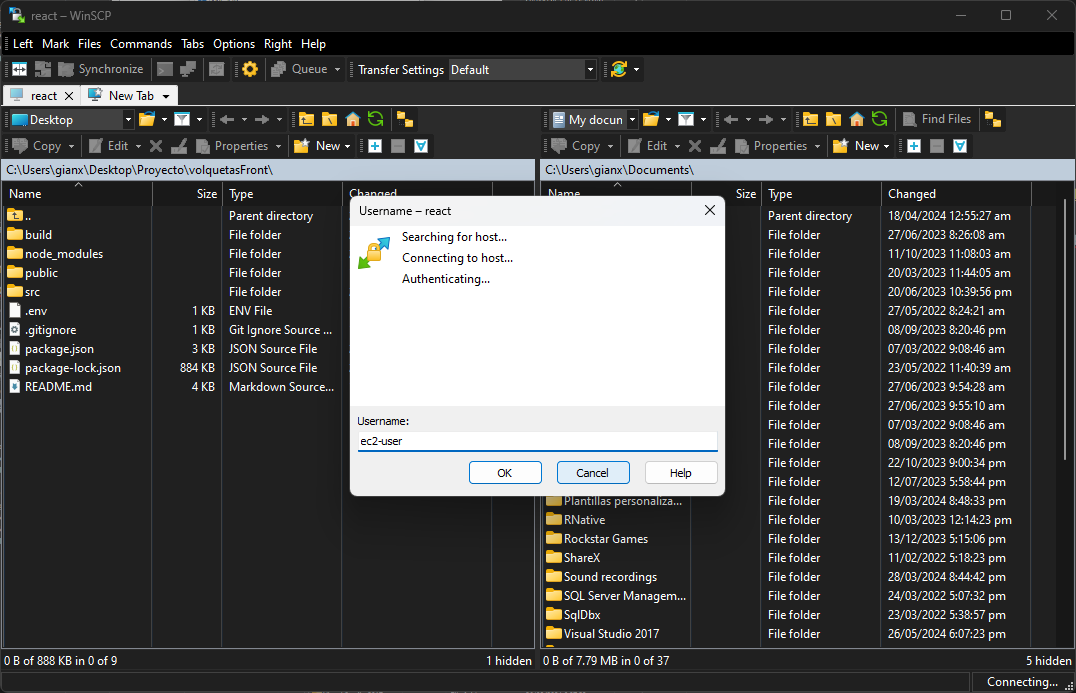 react – WinSCP
Left Mark Files Commands Tabs Options Right Help
Synchronize Queue Transfer Settings Default
react New Tab
Desktop
Copy Edit Properties New
C:\Users\gianx\Desktop\Proyecto\volquetasFront\
Name Size Type Changed
.. Parent directory
build File folder
node_modules File folder
public File folder
src File folder
.env 1 KB ENV File
.gitignore 1 KB Git Ignore Source ...
package.json 3 KB JSON Source File
package-lock.json 884 KB JSON Source File
README.md 4 KB Markdown Source...
0 B of 888 KB in 0 of 9 1 hidden
My docun Find Files
Copy Edit Properties New
C:\Users\gianx\Documents\
Name Size Type Changed
Parent directory 18/04/2024 12:55:27 am
File folder 27/06/2023 8:26:08 am
File folder 11/10/2023 11:08:03 am
File folder 20/03/2023 11:44:05 am
File folder 20/06/2023 10:39:56 pm
File folder 27/05/2022 8:24:21 am
File folder 08/09/2023 8:20:46 pm
File folder 07/03/2022 9:08:46 am
File folder 23/05/2022 11:40:39 am
File folder 27/06/2023 9:54:28 am
File folder 27/06/2023 9:55:10 am
File folder 07/03/2022 9:08:46 am
File folder 08/09/2023 8:20:46 pm
File folder 22/10/2023 9:00:34 pm
File folder 12/07/2023 5:58:44 pm
Plantillas personaliza... File folder 19/03/2024 8:48:33 pm
RNative File folder 10/03/2023 12:14:23 pm
Rockstar Games File folder 13/12/2023 5:15:06 pm
ShareX File folder 11/02/2022 5:18:23 pm
Sound recordings File folder 28/03/2024 8:44:42 pm
SQL Server Managem... File folder 24/03/2022 5:07:32 pm
SqlDbx File folder 23/03/2022 5:38:57 pm
Visual Studio 2017 File folder 26/05/2024 6:07:23 pm
0 B of 7.79 MB in 0 of 37 5 hidden
Connecting...
Username – react
Searching for host...
Connecting to host...
Authenticating...
Username:
ec2-user
OK Cancel Help